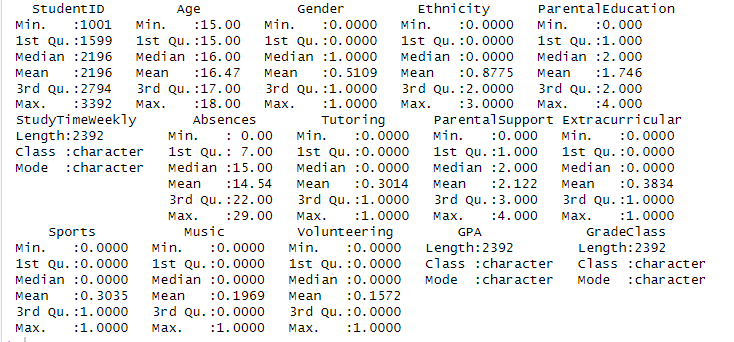 StudentID         Age            Gender         Ethnicity      ParentalEducation
 Min.   :1001   Min.   :15.00   Min.   :0.0000   Min.   :0.0000   Min.   :0.000
 1st Qu.:1599   1st Qu.:15.00   1st Qu.:0.0000   1st Qu.:0.0000   1st Qu.:1.000
 Median :2196   Median :16.00   Median :1.0000   Median :0.0000   Median :2.000
 Mean   :2196   Mean   :16.47   Mean   :0.5109   Mean   :0.8775   Mean   :1.746
 3rd Qu.:2794   3rd Qu.:17.00   3rd Qu.:1.0000   3rd Qu.:2.0000   3rd Qu.:2.000
 Max.   :3392   Max.   :18.00   Max.   :1.0000   Max.   :3.0000   Max.   :4.000
 StudyTimeWeekly       Absences        Tutoring      ParentalSupport Extracurricular
 Length:2392        Min.   : 0.00   Min.   :0.0000   Min.   :0.000   Min.   :0.0000
 Class :character   1st Qu.: 7.00   1st Qu.:0.0000   1st Qu.:1.000   1st Qu.:0.0000
 Mode  :character   Median :15.00   Median :0.0000   Median :2.000   Median :0.0000
                    Mean   :14.54   Mean   :0.3014   Mean   :2.122   Mean   :0.3834
                    3rd Qu.:22.00   3rd Qu.:1.0000   3rd Qu.:3.000   3rd Qu.:1.0000
                    Max.   :29.00   Max.   :1.0000   Max.   :4.000   Max.   :1.0000
     Sports           Music         Volunteering        GPA             GradeClass
 Min.   :0.0000   Min.   :0.0000   Min.   :0.0000   Length:2392        Length:2392
 1st Qu.:0.0000   1st Qu.:0.0000   1st Qu.:0.0000   Class :character   Class :character
 Median :0.0000   Median :0.0000   Median :0.0000   Mode  :character   Mode  :character
 Mean   :0.3035   Mean   :0.1969   Mean   :0.1572
 3rd Qu.:1.0000   3rd Qu.:0.0000   3rd Qu.:0.0000
 Max.   :1.0000   Max.   :1.0000   Max.   :1.0000